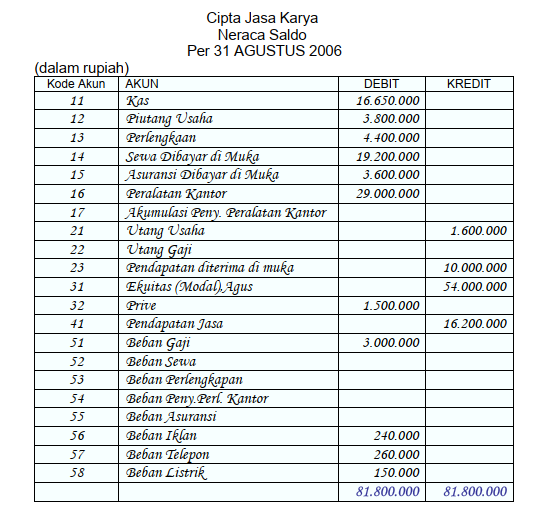 Cipta Jasa Karya
Neraca Saldo
Per 31 AGUSTUS 2006
(dalam rupiah)
Kode Akun AKUN DEBIT KREDIT
11 Kas 16.650.000
12 Piutang Usaha 3.800.000
13 Perlengkaan 4.400.000
14 Sewa Dibayar di Muka 19.200.000
15 Asuransi Dibayar di Muka 3.600.000
16 Peralatan Kantor 29.000.000
17 Akumulasi Peny. Peralatan Kantor
21 Utang Usaha 1.600.000
22 Utang Gaji
23 Pendapatan diterima di muka 10.000.000
31 Ekuitas (Modal),Agus 54.000.000
32 Prive 1.500.000
41 Pendapatan Jasa 16.200.000
51 Beban Gaji 3.000.000
52 Beban Sewa
53 Beban Perlengkapan
54 Beban Peny.Perl. Kantor
55 Beban Asuransi
56 Beban Iklan 240.000
57 Beban Telepon 260.000
58 Beban Listrik 150.000
81.800.000 81.800.000